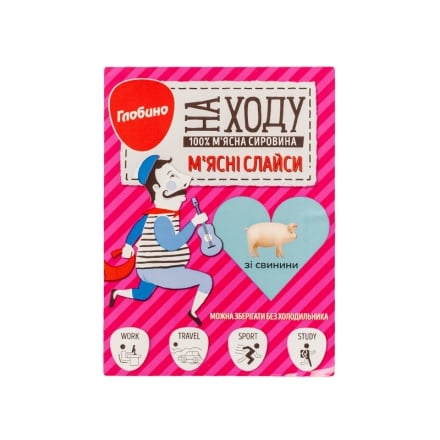 Глобино
НА ХОДУ
100% М'ЯСНА СИРОВИНА
М'ЯСНІ СЛАЙСИ
зі свинини
МОЖНА ЗБЕРІГАТИ БЕЗ ХОЛОДИЛЬНИКА
WORK
TRAVEL
SPORT
STUDY